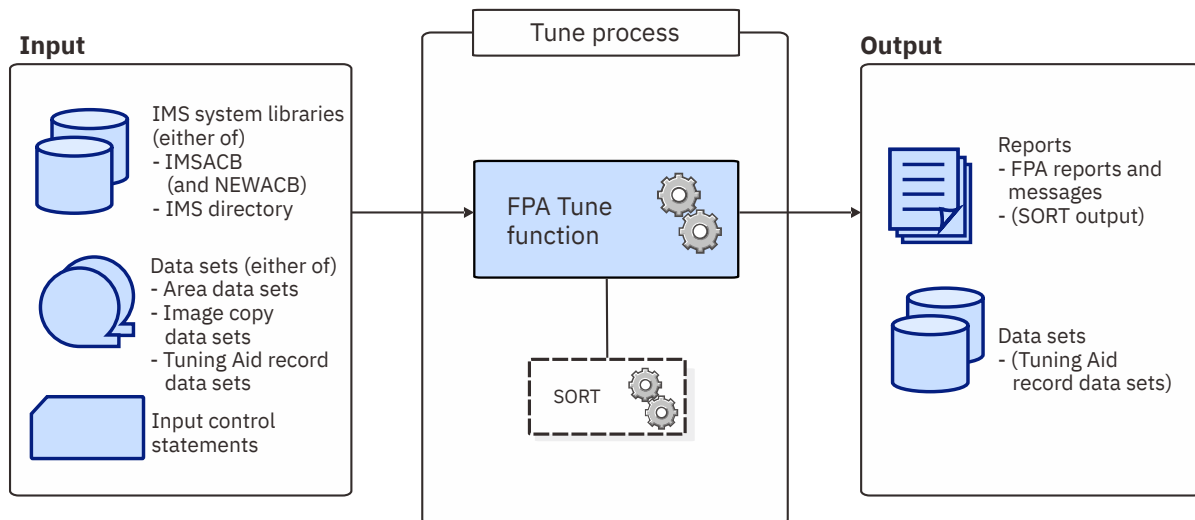 Input
IMS system libraries
(either of)
- IMSACB
(and NEWACB)
- IMS directory
Data sets (either of)
- Area data sets
- Image copy
data sets
- Tuning Aid record
data sets
Input control
statements
Tune process
FPA Tune
function
SORT
Output
Reports
- FPA reports and
messages
- (SORT output)
Data sets
- (Tuning Aid
record data sets)